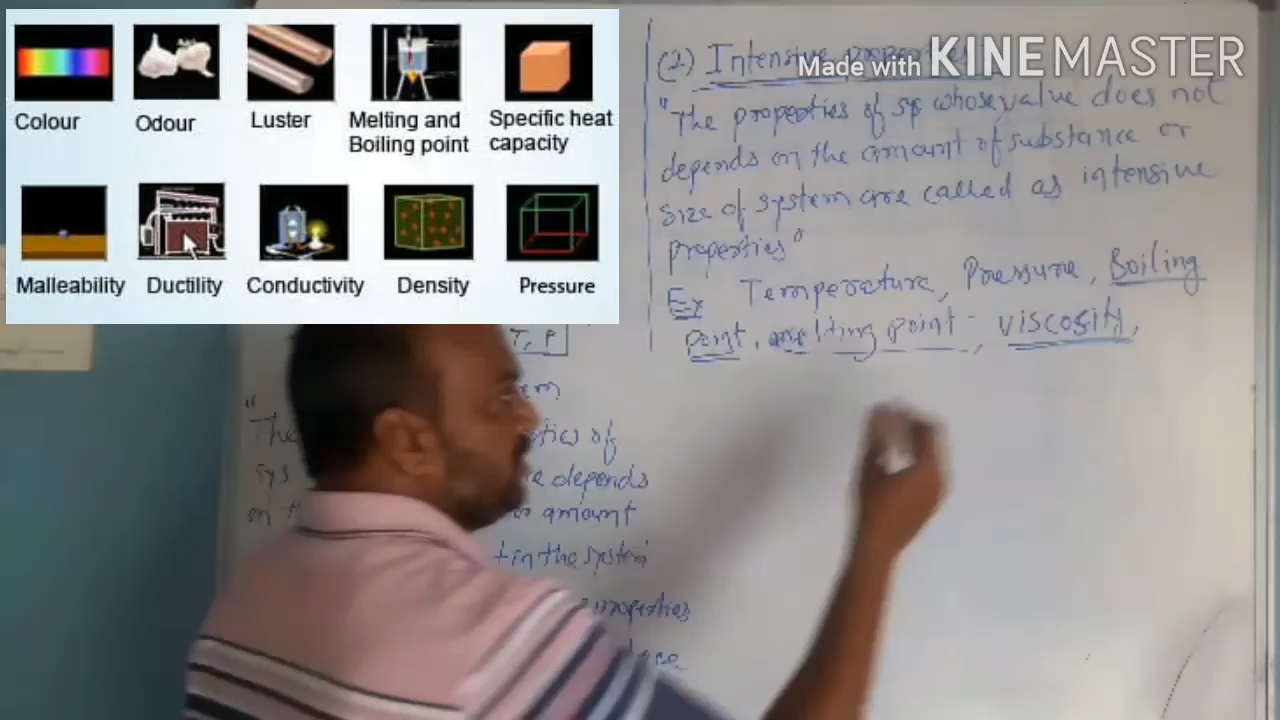 Colour
Odour
Luster
Melting and
Boiling point
Specific heat
capacity
Malleability
Ductility
Conductivity
Density
Pressure
Made with KINEMASTER
(2) Intensive properties
"The properties of sys whose value does not
depends on the amount of substance or
size of system are called as intensive
properties"
Ex Temperature, Pressure, Boiling
point, melting point, viscosity,
T, P
"
The
of
sys depends
on amount
in the system
properties